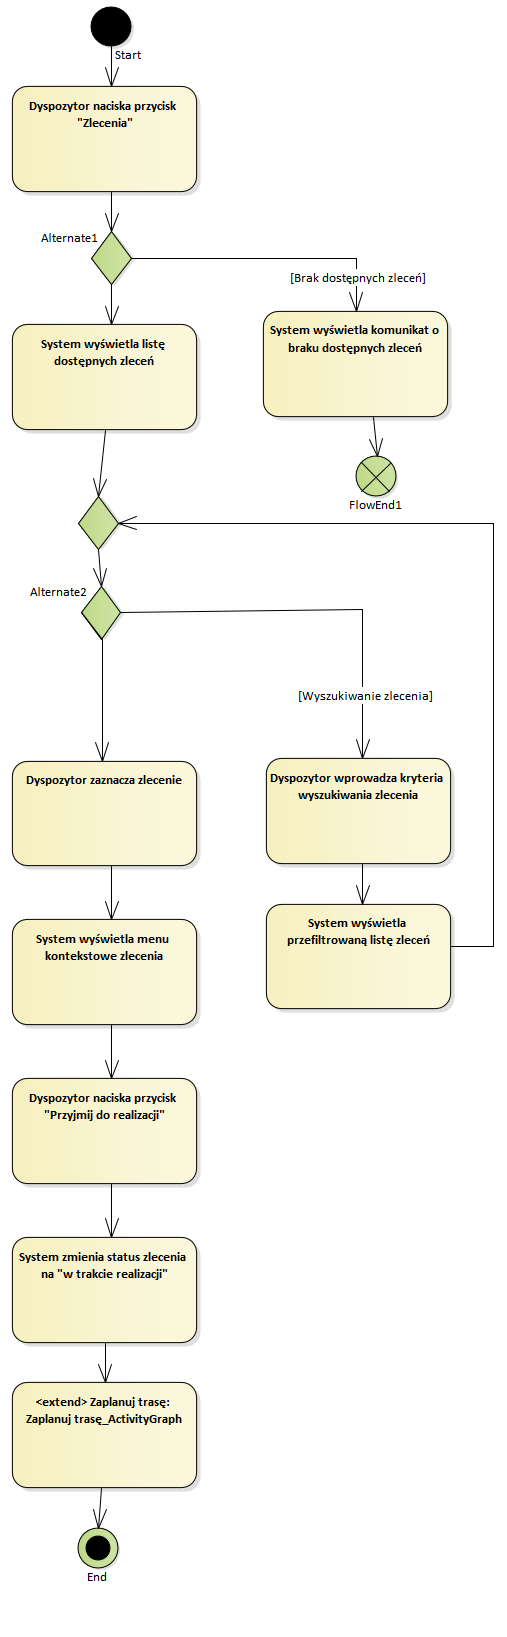 Start
Dyspozytor naciska przycisk
"Zlecenia"
Alternate1
[Brak dostępnych zleceń]
System wyświetla listę
dostępnych zleceń
System wyświetla komunikat o
braku dostępnych zleceń
FlowEnd1
Alternate2
[Wyszukiwanie zlecenia]
Dyspozytor zaznacza zlecenie
Dyspozytor wprowadza kryteria
wyszukiwania zlecenia
System wyświetla menu
kontekstowe zlecenia
System wyświetla
przefiltrowaną listę zleceń
Dyspozytor naciska przycisk
"Przyjmij do realizacji"
System zmienia status zlecenia
na "w trakcie realizacji"
<extend> Zaplanuj trasę:
Zaplanuj trasę_ActivityGraph
End